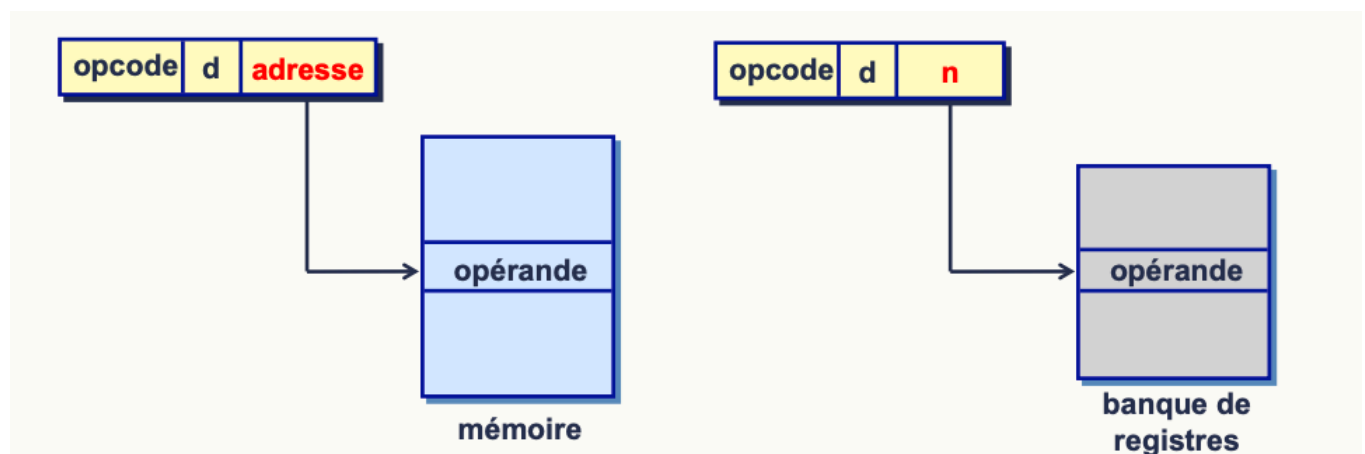 opcode d adresse
opérande
mémoire
opcode d n
opérande
banque de
registres